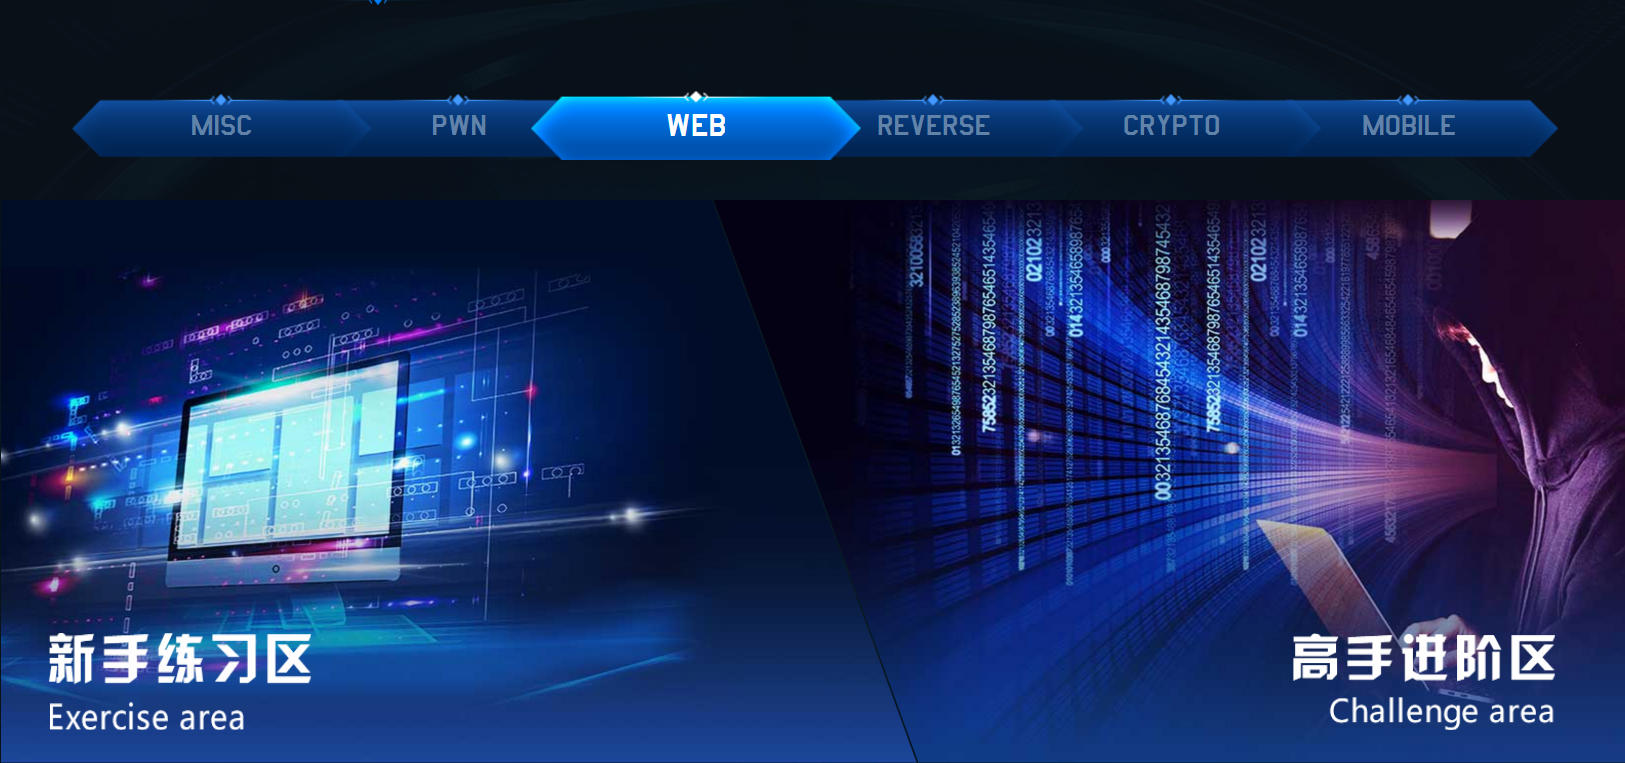 MISC
PWN
WEB
REVERSE
CRYPTO
MOBILE
新手练习区
Exercise area
高手进阶区
Challenge area